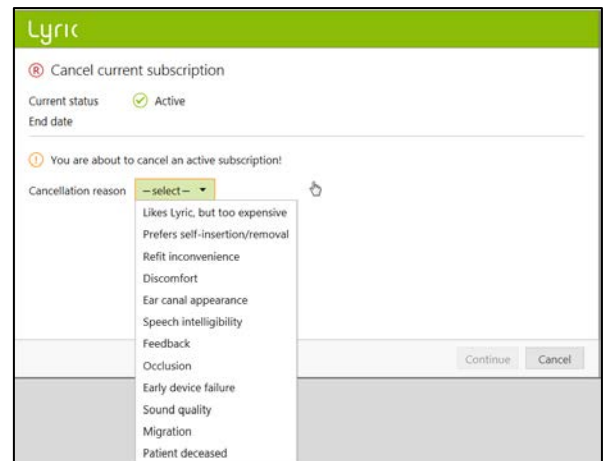 Lyric
R Cancel current subscription
Current status Active
End date
! You are about to cancel an active subscription!
Cancellation reason –select–
Likes Lyric, but too expensive
Prefers self-insertion/removal
Refit inconvenience
Discomfort
Ear canal appearance
Speech intelligibility
Feedback
Occlusion
Early device failure
Sound quality
Migration
Patient deceased
Continue Cancel